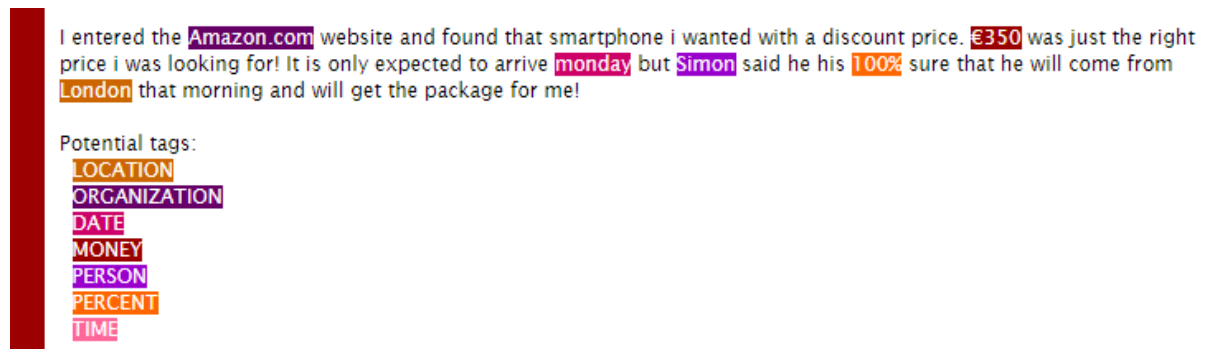 I entered the Amazon.com website and found that smartphone i wanted with a discount price. €350 was just the right
price i was looking for! It is only expected to arrive monday but Simon said he his 100% sure that he will come from
London that morning and will get the package for me!
Potential tags:
LOCATION
ORGANIZATION
DATE
MONEY
PERSON
PERCENT
TIME